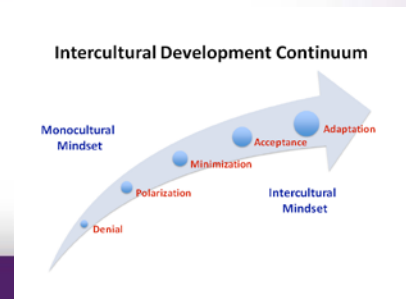 Intercultural Development Continuum
Monocultural
Mindset
Adaptation
Acceptance
Minimization
Polarization
Intercultural
Mindset
Denial